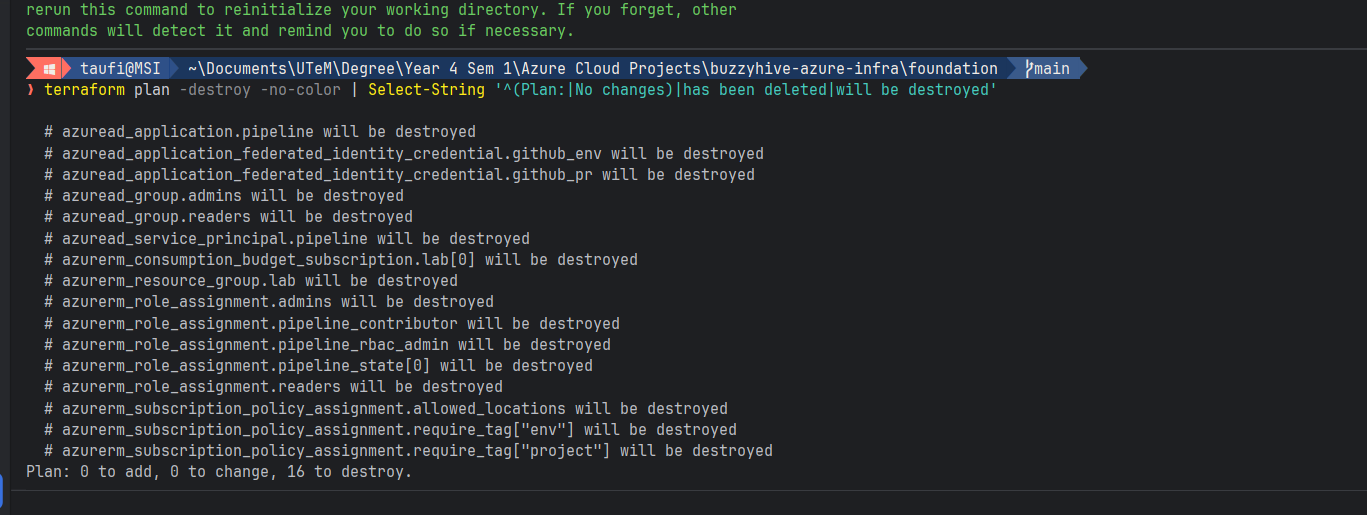 rerun this command to reinitialize your working directory. If you forget, other
commands will detect it and remind you to do so if necessary.
taufi@MSI ~\Documents\UTeM\Degree\Year 4 Sem 1\Azure Cloud Projects\buzzyhive-azure-infra\foundation main
❯ terraform plan -destroy -no-color | Select-String '^(Plan:|No changes)|has been deleted|will be destroyed'
# azuread_application.pipeline will be destroyed
# azuread_application_federated_identity_credential.github_env will be destroyed
# azuread_application_federated_identity_credential.github_pr will be destroyed
# azuread_group.admins will be destroyed
# azuread_group.readers will be destroyed
# azuread_service_principal.pipeline will be destroyed
# azurerm_consumption_budget_subscription.lab[0] will be destroyed
# azurerm_resource_group.lab will be destroyed
# azurerm_role_assignment.admins will be destroyed
# azurerm_role_assignment.pipeline_contributor will be destroyed
# azurerm_role_assignment.pipeline_rbac_admin will be destroyed
# azurerm_role_assignment.pipeline_state[0] will be destroyed
# azurerm_role_assignment.readers will be destroyed
# azurerm_subscription_policy_assignment.allowed_locations will be destroyed
# azurerm_subscription_policy_assignment.require_tag["env"] will be destroyed
# azurerm_subscription_policy_assignment.require_tag["project"] will be destroyed
Plan: 0 to add, 0 to change, 16 to destroy.